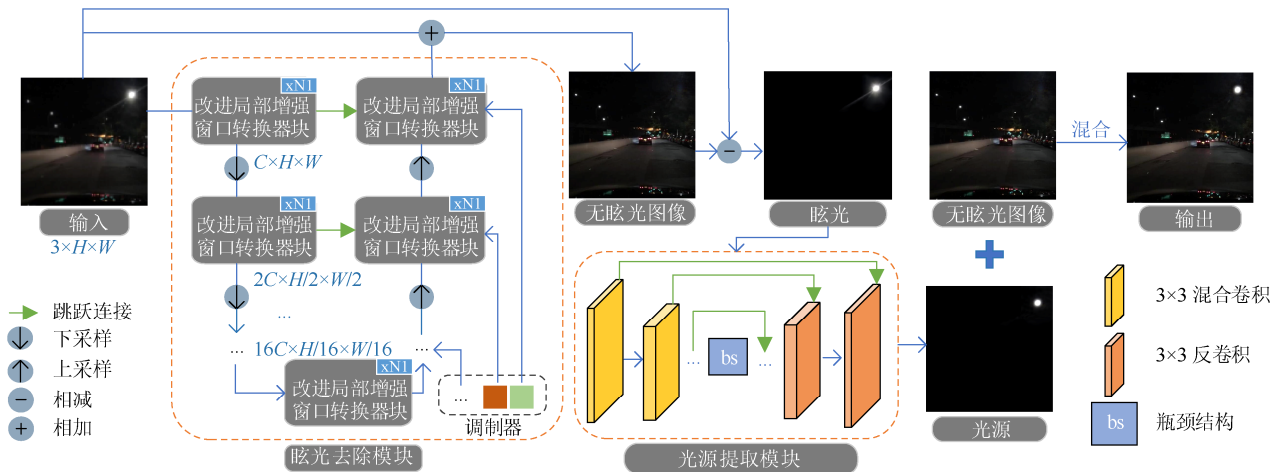 输入
3×H×W
xN1
改进局部增强
窗口转换器块
xN1
改进局部增强
窗口转换器块
C×H×W
xN1
改进局部增强
窗口转换器块
xN1
改进局部增强
窗口转换器块
2C×H/2×W/2
...
...
16C×H/16×W/16
...
xN1
改进局部增强
窗口转换器块
...
调制器
眩光去除模块
跳跃连接
下采样
上采样
− 相减
+ 相加
+
无眩光图像
−
眩光
无眩光图像
混合
输出
+
光源
...
bs
...
光源提取模块
3×3 混合卷积
3×3 反卷积
bs
瓶颈结构